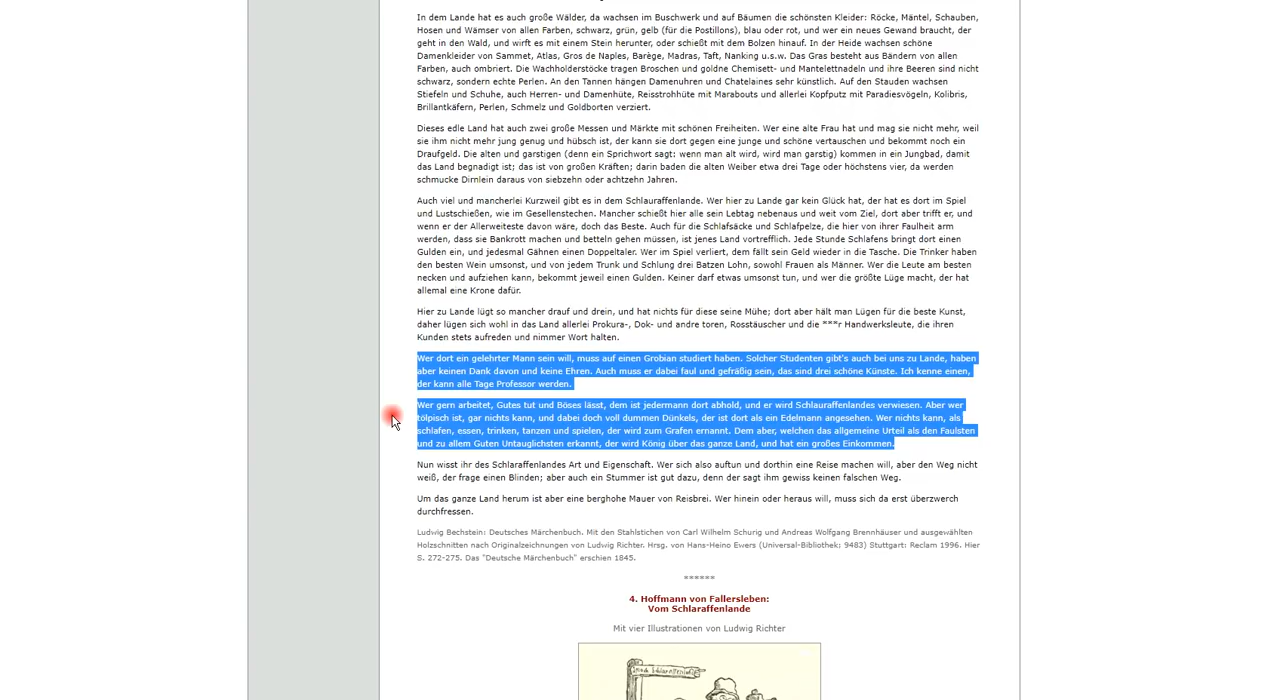 In dem Lande hat es auch große Wälder, da wachsen im Buschwerk und auf Bäumen die schönsten Kleider: Röcke, Mäntel, Schauben,
Hosen und Wämser von allen Farben, schwarz, grün, gelb (für die Postillons), blau oder rot, und wer ein neues Gewand braucht, der
geht in den Wald, und wirft es mit einem Stein herunter, oder schießt mit dem Bolzen hinauf. In der Heide wachsen schöne
Damenkleider von Sammet, Atlas, Gros de Naples, Barège, Madras, Taft, Nanking u.s.w. Das Gras besteht aus Bändern von allen
Farben, auch ombriert. Die Wachholderstöcke tragen Broschen und goldne Chemisett- und Mantelettnadeln und ihre Beeren sind nicht
schwarz, sondern echte Perlen. An den Tannen hängen Damenuhren und Chatelaines sehr künstlich. Auf den Stauden wachsen
Stiefeln und Schuhe, auch Herren- und Damenhüte, Reisstrohhüte mit Marabouts und allerlei Kopfputz mit Paradiesvögeln, Kolibris,
Brillantkäfern, Perlen, Schmelz und Goldborten verziert.
Dieses edle Land hat auch zwei große Messen und Märkte mit schönen Freiheiten. Wer eine alte Frau hat und mag sie nicht mehr, weil
sie ihm nicht mehr jung genug und hübsch ist, der kann sie dort gegen eine junge und schöne vertauschen und bekommt noch ein
Draufgeld. Die alten und garstigen (denn ein Sprichwort sagt: wenn man alt wird, wird man garstig) kommen in ein Jungbad, damit
das Land begnadigt ist; das ist von großen Kräften; darin baden die alten Weiber etwa drei Tage oder höchstens vier, da werden
schmucke Dirnlein daraus von siebzehn oder achtzehn Jahren.
Auch viel und mancherlei Kurzweil gibt es in dem Schlauraffenlande. Wer hier zu Lande gar kein Glück hat, der hat es dort im Spiel
und Lustschießen, wie im Gesellenstechen. Mancher schießt hier alle sein Lebtag nebenaus und weit vom Ziel, dort aber trifft er, und
wenn er der Allerweiteste davon wäre, doch das Beste. Auch für die Schlafsäcke und Schlafpelze, die hier von ihrer Faulheit arm
werden, dass sie Bankrott machen und betteln gehen müssen, ist jenes Land vortrefflich. Jede Stunde Schlafens bringt dort einen
Gulden ein, und jedesmal Gähnen einen Doppeltaler. Wer im Spiel verliert, dem fällt sein Geld wieder in die Tasche. Die Trinker haben
den besten Wein umsonst, und von jedem Trunk und Schlung drei Batzen Lohn, sowohl Frauen als Männer. Wer die Leute am besten
necken und aufziehen kann, bekommt jeweil einen Gulden. Keiner darf etwas umsonst tun, und wer die größte Lüge macht, der hat
allemal eine Krone dafür.
Hier zu Lande lügt so mancher drauf und drein, und hat nichts für diese seine Mühe; dort aber hält man Lügen für die beste Kunst,
daher lügen sich wohl in das Land allerlei Prokura-, Dok- und andre toren, Rosstäuscher und die ***r Handwerksleute, die ihren
Kunden stets aufreden und nimmer Wort halten.
Wer dort ein gelehrter Mann sein will, muss auf einen Grobian studiert haben. Solcher Studenten gibt's auch bei uns zu Lande, haben
aber keinen Dank davon und keine Ehren. Auch muss er dabei faul und gefräßig sein, das sind drei schöne Künste. Ich kenne einen,
der kann alle Tage Professor werden.
Wer gern arbeitet, Gutes tut und Böses lässt, dem ist jedermann dort abhold, und er wird Schlauraffenlandes verwiesen. Aber wer
tölpisch ist, gar nichts kann, und dabei doch voll dummen Dünkels, der ist dort als ein Edelmann angesehen. Wer nichts kann, als
schlafen, essen, trinken, tanzen und spielen, der wird zum Grafen ernannt. Dem aber, welchen das allgemeine Urteil als den Faulsten
und zu allem Guten Untauglichsten erkannt, der wird König über das ganze Land, und hat ein großes Einkommen.
Nun wisst ihr des Schlaraffenlandes Art und Eigenschaft. Wer sich also auftun und dorthin eine Reise machen will, aber den Weg nicht
weiß, der frage einen Blinden; aber auch ein Stummer ist gut dazu, denn der sagt ihm gewiss keinen falschen Weg.
Um das ganze Land herum ist aber eine berghohe Mauer von Reisbrei. Wer hinein oder heraus will, muss sich da erst überzwerch
durchfressen.
Ludwig Bechstein: Deutsches Märchenbuch. Mit den Stahlstichen von Carl Wilhelm Schurig und Andreas Wolfgang Brennhäuser und ausgewählten
Holzschnitten nach Originalzeichnungen von Ludwig Richter. Hrsg. von Hans-Heino Ewers (Universal-Bibliothek; 9483) Stuttgart: Reclam 1996. Hier
S. 272-275. Das "Deutsche Märchenbuch" erschien 1845.
======
4. Hoffmann von Fallersleben:
Vom Schlaraffenlande
Mit vier Illustrationen von Ludwig Richter